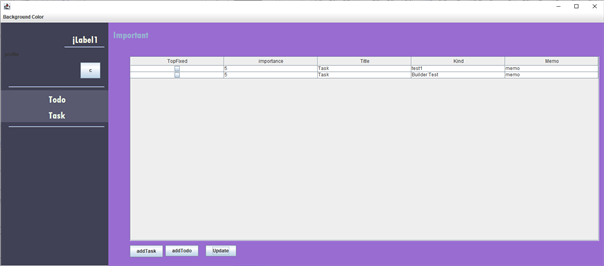 Background Color
jLabel1
Important
c
Todo
Task
TopFixed importance Title Kind Memo
5 Task test1 memo
5 Task Builder Test memo
addTask addTodo Update